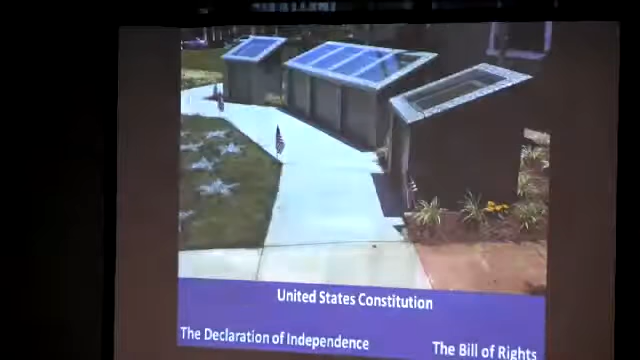 United States Constitution
The Declaration of Independence
The Bill of Rights